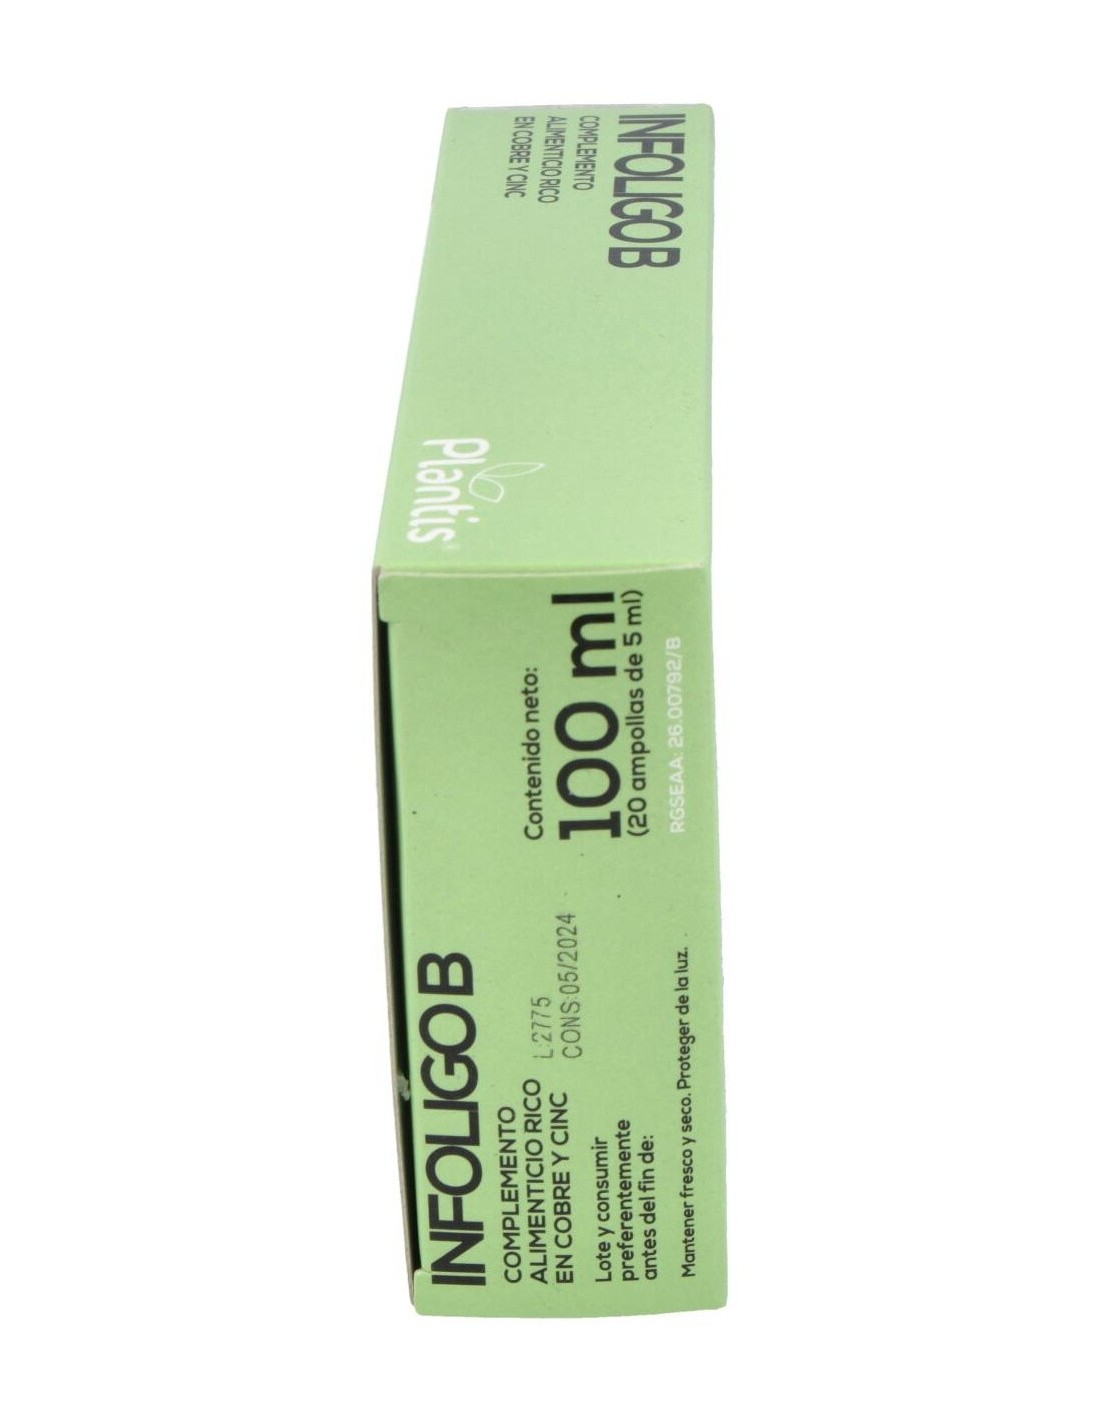 INFOLIGOB
COMPLEMENTO
ALIMENTICIO RICO
EN COBRE Y CINC
Plantis®
INFOLIGO B
COMPLEMENTO
ALIMENTICIO RICO
EN COBRE Y CINC
L:2775
CONS:05/2024
Lote y consumir
preferentemente
antes del fin de:
Mantener fresco y seco. Proteger de la luz.
Contenido neto:
100 ml
(20 ampollas de 5 ml)
RGSEAA: 26.00792/B